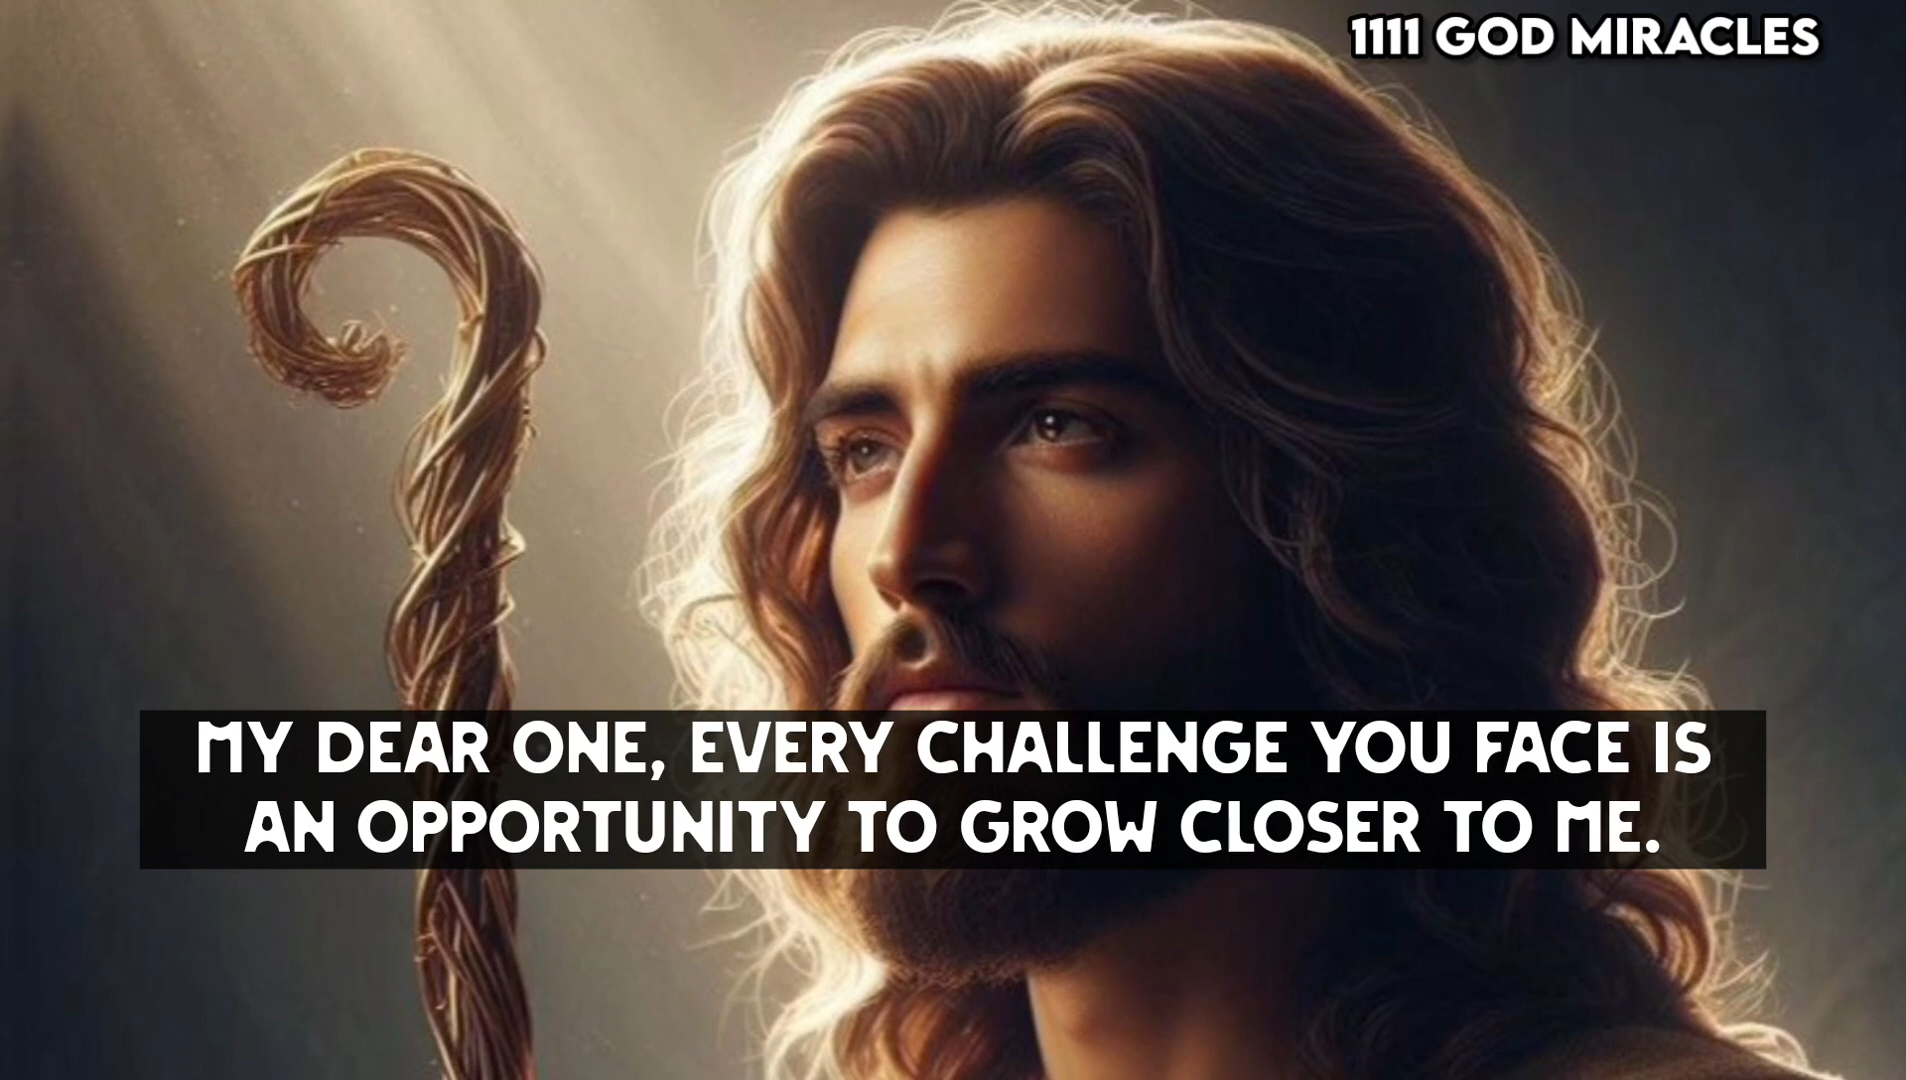 1111 GOD MIRACLES
MY DEAR ONE, EVERY CHALLENGE YOU FACE IS
AN OPPORTUNITY TO GROW CLOSER TO ME.